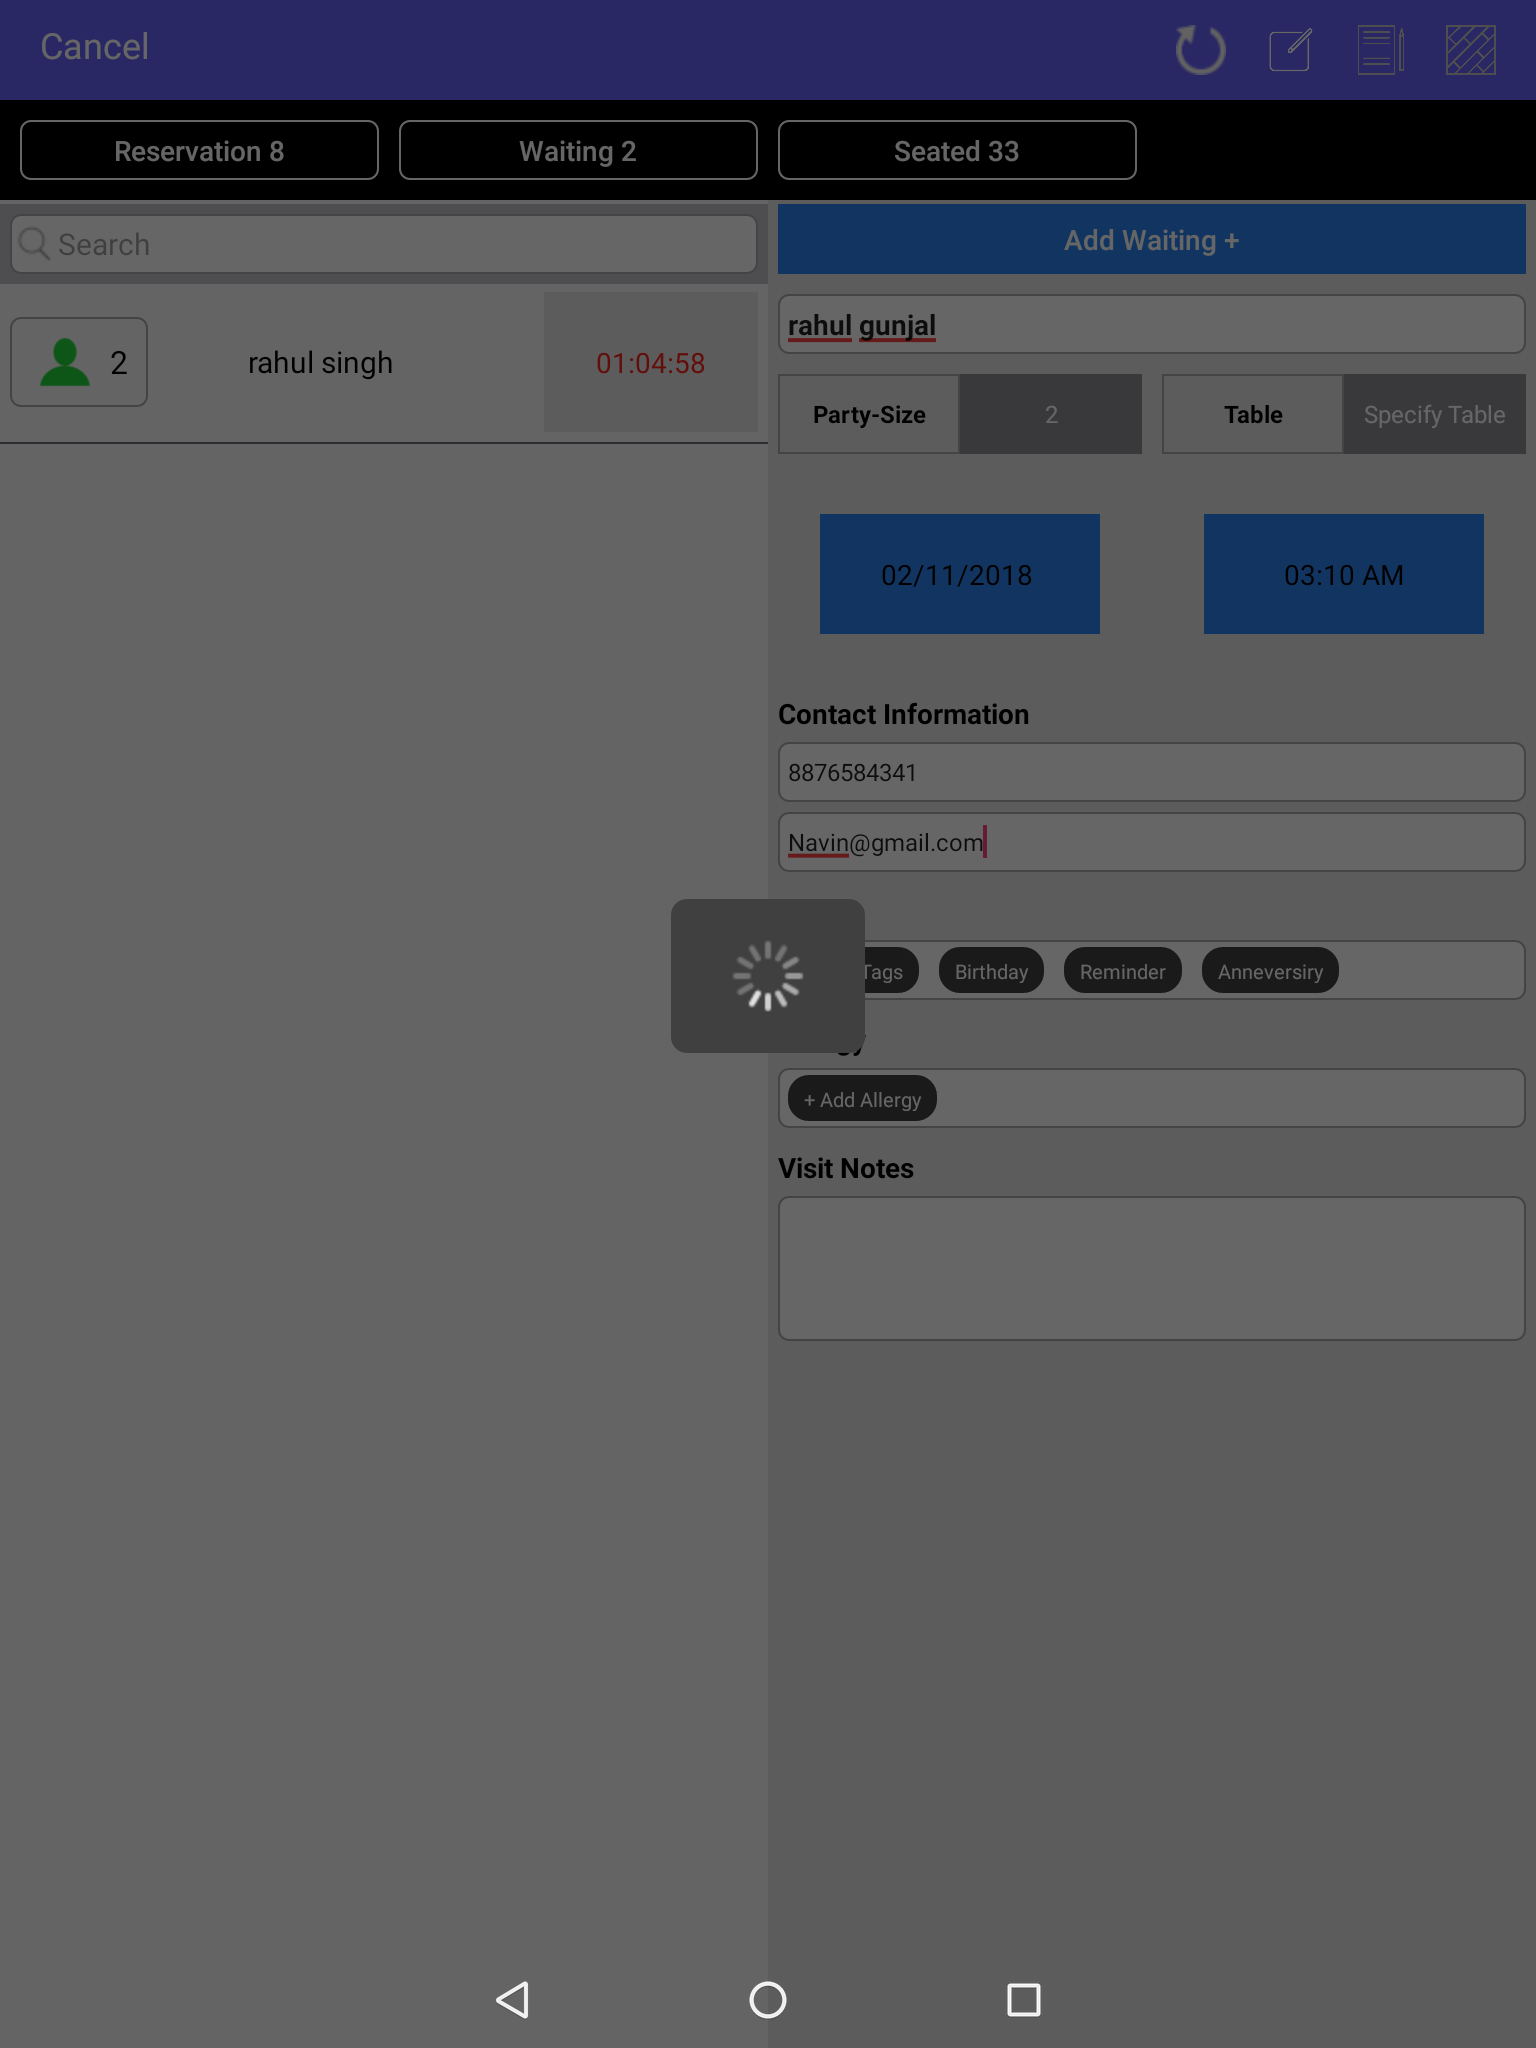 Cancel
Reservation 8
Waiting 2
Seated 33
Search
2
rahul singh
01:04:58
Add Waiting +
rahul gunjal
Party-Size
2
Table
Specify Table
02/11/2018
03:10 AM
Contact Information
8876584341
Navin@gmail.com
Tags
Birthday
Reminder
Anneversiry
+ Add Allergy
Visit Notes